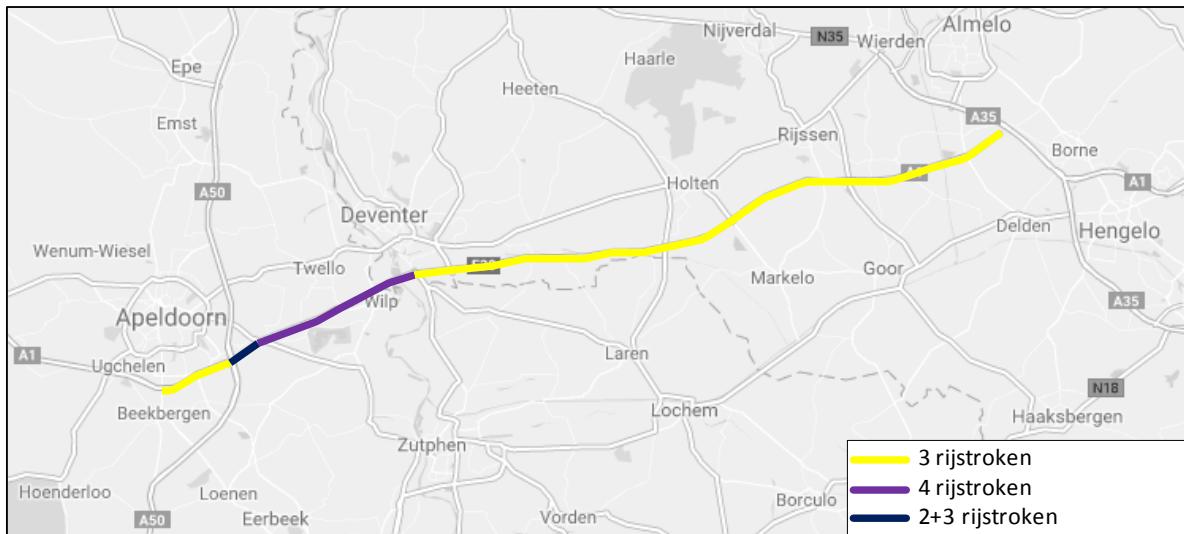 Nijverdal
N35
Wierden
Almelo
Epe
Haarle
Heeten
Emst
A35
Rijssen
Borne
A50
Holten
A1
Deventer
Delden
Hengelo
Wenum-Wiesel
Twello
Markelo
Goor
Wilp
A35
Apeldoorn
A1
Ugchelen
Laren
Beekbergen
Lochem
N18
Haaksbergen
Zutphen
Hoenderloo
Loenen
Borculo
A50
Eerbeek
Vorden
3 rijstroken
4 rijstroken
2+3 rijstroken